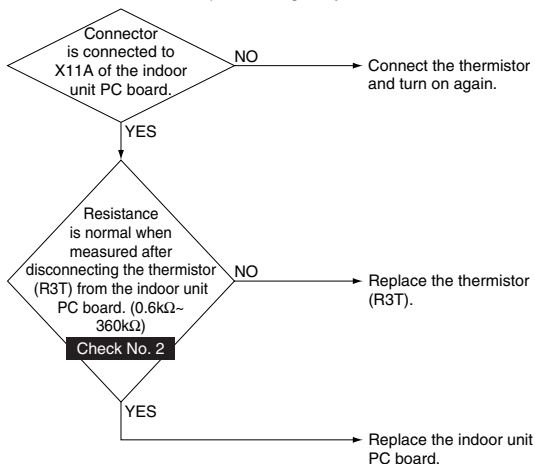 Connector
is connected to
X11A of the indoor
unit PC board.
NO
Connect the thermistor
and turn on again.
YES
Resistance
is normal when
measured after
disconnecting the thermistor
(R3T) from the indoor unit
PC board. (0.6kΩ~
360kΩ)
Check No. 2
NO
Replace the thermistor
(R3T).
YES
Replace the indoor unit
PC board.